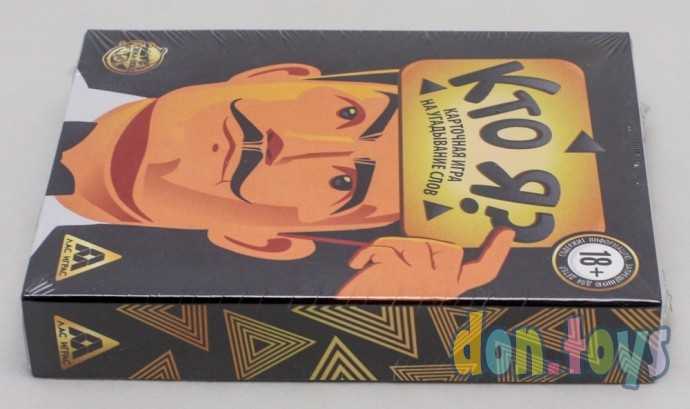 КТО
Я?
КАРТОЧНАЯ ИГРА
НА УГАДЫВАНИЕ СЛОВ
18+
ЛАС ИГРАС
ЛАС ИГРАС
don.toys